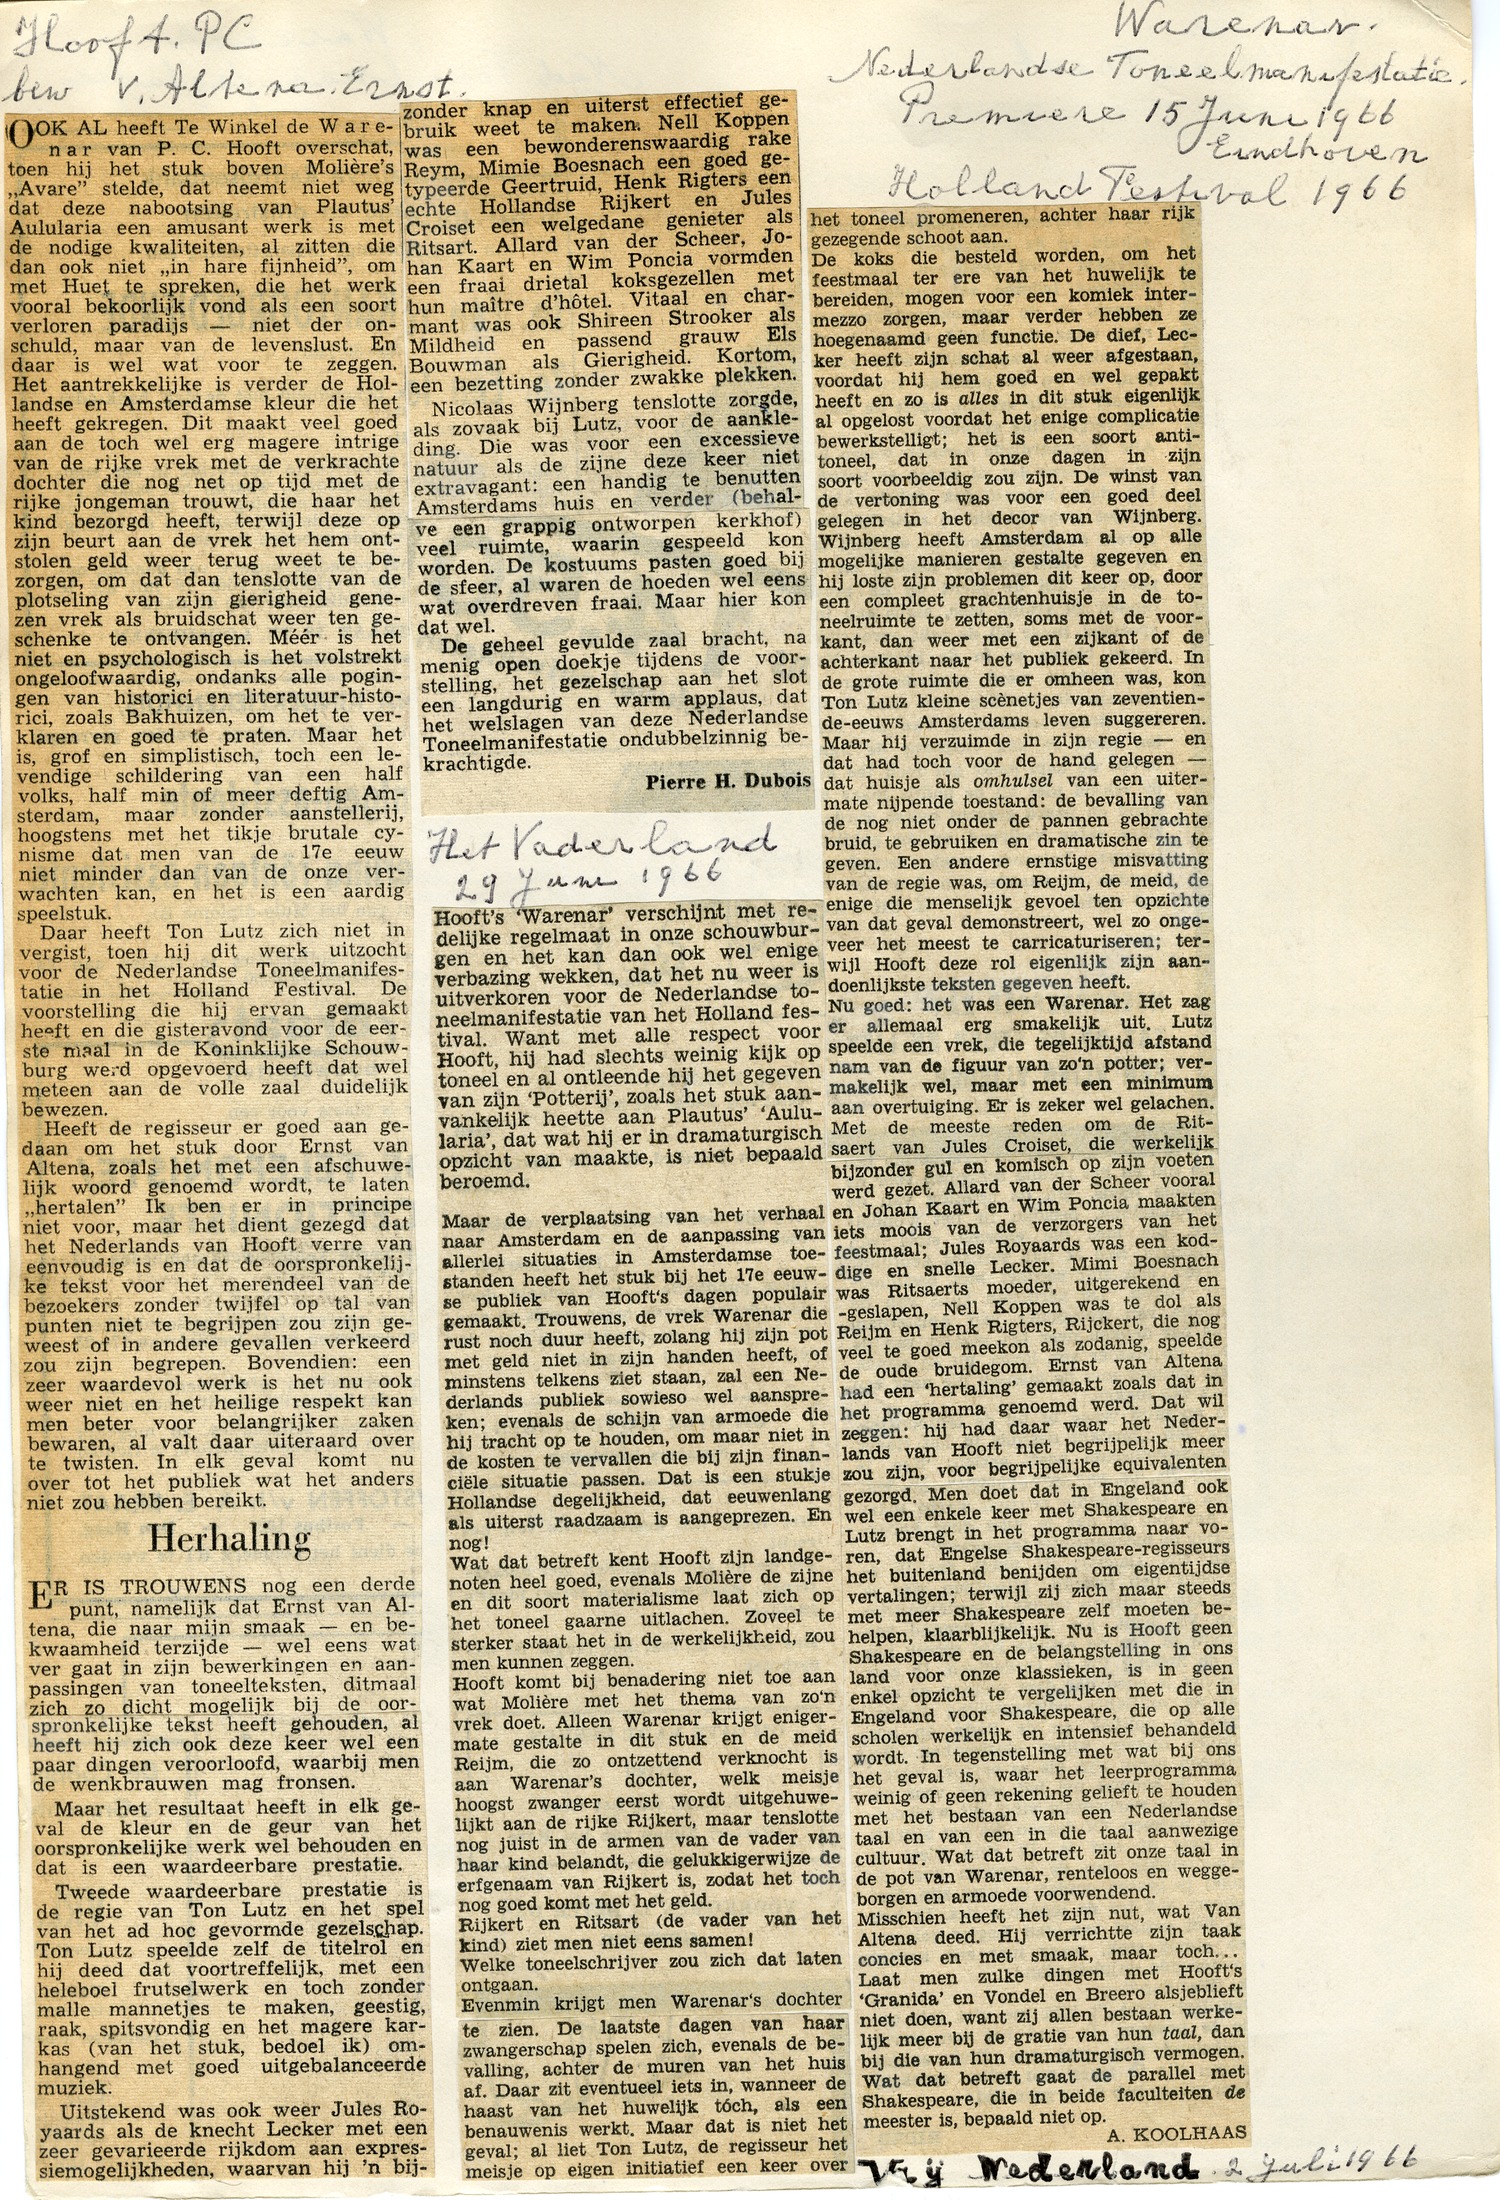 Hooft. PC
bew v. Altena. Ernst.
Warenar.
Nederlandse Toneelmanifestatie.
Premiere 15 Juni 1966
Eindhoven
Holland Festival 1966
OOK AL heeft Te Winkel de Ware-
nar van P. C. Hooft overschat,
toen hij het stuk boven Molière's
„Avare” stelde, dat neemt niet weg
dat deze nabootsing van Plautus'
Aulularia een amusant werk is met
de nodige kwaliteiten, al zitten die
dan ook niet „in hare fijnheid”, om
met Huet te spreken, die het werk
vooral bekoorlijk vond als een soort
verloren paradijs — niet der on-
schuld, maar van de levenslust. En
daar is wel wat voor te zeggen.
Het aantrekkelijke is verder de Hol-
landse en Amsterdamse kleur die het
heeft gekregen. Dit maakt veel goed
aan de toch wel erg magere intrige
van de rijke vrek met de verkrachte
dochter die nog net op tijd met de
rijke jongeman trouwt, die haar het
kind bezorgd heeft, terwijl deze op
zijn beurt aan de vrek het hem ont-
stolen geld weer terug weet te be-
zorgen, om dat dan tenslotte van de
plotseling van zijn gierigheid gene-
zen vrek als bruidschat weer ten ge-
schenke te ontvangen. Méér is het
niet en psychologisch is het volstrekt
ongeloofwaardig, ondanks alle pogin-
gen van historici en literatuur-histo-
rici, zoals Bakhuizen, om het te ver-
klaren en goed te praten. Maar het
is, grof en simplistisch, toch een le-
vendige schildering van een half
volks, half min of meer deftig Am-
sterdam, maar zonder aanstellerij,
hoogstens met het tikje brutale cy-
nisme dat men van de 17e eeuw
niet minder dan van de onze ver-
wachten kan, en het is een aardig
speelstuk.
Daar heeft Ton Lutz zich niet in
vergist, toen hij dit werk uitzocht
voor de Nederlandse Toneelmanifes-
tatie in het Holland Festival. De
voorstelling die hij ervan gemaakt
heeft en die gisteravond voor de eer-
ste maal in de Koninklijke Schouw-
burg werd opgevoerd heeft dat wel
meteen aan de volle zaal duidelijk
bewezen.
Heeft de regisseur er goed aan ge-
daan om het stuk door Ernst van
Altena, zoals het met een afschuwe-
lijk woord genoemd wordt, te laten
„hertalen” Ik ben er in principe
niet voor, maar het dient gezegd dat
het Nederlands van Hooft verre van
eenvoudig is en dat de oorspronkelij-
ke tekst voor het merendeel van de
bezoekers zonder twijfel op tal van
punten niet te begrijpen zou zijn ge-
weest of in andere gevallen verkeerd
zou zijn begrepen. Bovendien: een
zeer waardevol werk is het nu ook
weer niet en het heilige respekt kan
men beter voor belangrijker zaken
bewaren, al valt daar uiteraard over
te twisten. In elk geval komt nu
over tot het publiek wat het anders
niet zou hebben bereikt.
Herhaling
ER IS TROUWENS nog een derde
punt, namelijk dat Ernst van Al-
tena, die naar mijn smaak — en be-
kwaamheid terzijde — wel eens wat
ver gaat in zijn bewerkingen en aan-
passingen van toneelteksten, ditmaal
zich zo dicht mogelijk bij de oor-
spronkelijke tekst heeft gehouden, al
heeft hij zich ook deze keer wel een
paar dingen veroorloofd, waarbij men
de wenkbrauwen mag fronsen.
Maar het resultaat heeft in elk ge-
val de kleur en de geur van het
oorspronkelijke werk wel behouden en
dat is een waardeerbare prestatie.
Tweede waardeerbare prestatie is
de regie van Ton Lutz en het spel
van het ad hoc gevormde gezelschap.
Ton Lutz speelde zelf de titelrol en
hij deed dat voortreffelijk, met een
heleboel frutselwerk en toch zonder
malle mannetjes te maken, geestig,
raak, spitsvondig en het magere kar-
kas (van het stuk, bedoel ik) om-
hangend met goed uitgebalanceerde
muziek.
Uitstekend was ook weer Jules Ro-
yaards als de knecht Lecker met een
zeer gevarieerde rijkdom aan expres-
siemogelijkheden, waarvan hij 'n bij-
zonder knap en uiterst effectief ge-
bruik weet te maken. Nell Koppen
was een bewonderenswaardig rake
Reym, Mimie Boesnach een goed ge-
typeerde Geertruid, Henk Rigters een
echte Hollandse Rijkert en Jules
Croiset een welgedane genieter als
Ritsart. Allard van der Scheer, Jo-
han Kaart en Wim Poncia vormden
een fraai drietal koksgezellen met
hun maître d'hôtel. Vitaal en char-
mant was ook Shireen Strooker als
Mildheid en passend grauw Els
Bouwman als Gierigheid. Kortom,
een bezetting zonder zwakke plekken.
Nicolaas Wijnberg tenslotte zorgde,
als zovaak bij Lutz, voor de aankle-
ding. Die was voor een excessieve
natuur als de zijne deze keer niet
extravagant: een handig te benutten
Amsterdams huis en verder (behal-
ve een grappig ontworpen kerkhof)
veel ruimte, waarin gespeeld kon
worden. De kostuums pasten goed bij
de sfeer, al waren de hoeden wel eens
wat overdreven fraai. Maar hier kon
dat wel.
De geheel gevulde zaal bracht, na
menig open doekje tijdens de voor-
stelling, het gezelschap aan het slot
een langdurig en warm applaus, dat
het welslagen van deze Nederlandse
Toneelmanifestatie ondubbelzinnig be-
krachtigde.
Pierre H. Dubois
Het Vaderland
29 Juni 1966
Hooft's 'Warenar' verschijnt met re-
delijke regelmaat in onze schouwbur-
gen en het kan dan ook wel enige
verbazing wekken, dat het nu weer is
uitverkoren voor de Nederlandse to-
neelmanifestatie van het Holland fes-
tival. Want met alle respect voor
Hooft, hij had slechts weinig kijk op
toneel en al ontleende hij het gegeven
van zijn 'Potterij', zoals het stuk aan-
vankelijk heette aan Plautus' 'Aulu-
laria', dat wat hij er in dramaturgisch
opzicht van maakte, is niet bepaald
beroemd.
Maar de verplaatsing van het verhaal
naar Amsterdam en de aanpassing van
allerlei situaties in Amsterdamse toe-
standen heeft het stuk bij het 17e eeuw-
se publiek van Hooft's dagen populair
gemaakt. Trouwens, de vrek Warenar die
rust noch duur heeft, zolang hij zijn pot
met geld niet in zijn handen heeft, of
minstens telkens ziet staan, zal een Ne-
derlands publiek sowieso wel aanspre-
ken; evenals de schijn van armoede die
hij tracht op te houden, om maar niet in
de kosten te vervallen die bij zijn finan-
ciële situatie passen. Dat is een stukje
Hollandse degelijkheid, dat eeuwenlang
als uiterst raadzaam is aangeprezen. En
nog!
Wat dat betreft kent Hooft zijn landge-
noten heel goed, evenals Molière de zijne
en dit soort materialisme laat zich op
het toneel gaarne uitlachen. Zoveel te
sterker staat het in de werkelijkheid, zou
men kunnen zeggen.
Hooft komt bij benadering niet toe aan
wat Molière met het thema van zo'n
vrek doet. Alleen Warenar krijgt eniger-
mate gestalte in dit stuk en de meid
Reijm, die zo ontzettend verknocht is
aan Warenar's dochter, welk meisje
hoogst zwanger eerst wordt uitgehuwe-
lijkt aan de rijke Rijkert, maar tenslotte
nog juist in de armen van de vader van
haar kind belandt, die gelukkigerwijze de
erfgenaam van Rijkert is, zodat het toch
nog goed komt met het geld.
Rijkert en Ritsart (de vader van het
kind) ziet men niet eens samen!
Welke toneelschrijver zou zich dat laten
ontgaan.
Evenmin krijgt men Warenar's dochter
te zien. De laatste dagen van haar
zwangerschap spelen zich, evenals de be-
valling, achter de muren van het huis
af. Daar zit eventueel iets in, wanneer de
haast van het huwelijk tóch, als een
benauwenis werkt. Maar dat is niet het
geval; al liet Ton Lutz, de regisseur het
meisje op eigen initiatief een keer over
het toneel promeneren, achter haar rijk
gezegende schoot aan.
De koks die besteld worden, om het
feestmaal ter ere van het huwelijk te
bereiden, mogen voor een komiek inter-
mezzo zorgen, maar verder hebben ze
hoegenaamd geen functie. De dief, Lec-
ker heeft zijn schat al weer afgestaan,
voordat hij hem goed en wel gepakt
heeft en zo is alles in dit stuk eigenlijk
al opgelost voordat het enige complicatie
bewerkstelligt; het is een soort anti-
toneel, dat in onze dagen in zijn
soort voorbeeldig zou zijn. De winst van
de vertoning was voor een goed deel
gelegen in het decor van Wijnberg.
Wijnberg heeft Amsterdam al op alle
mogelijke manieren gestalte gegeven en
hij loste zijn problemen dit keer op, door
een compleet grachtenhuisje in de to-
neelruimte te zetten, soms met de voor-
kant, dan weer met een zijkant of de
achterkant naar het publiek gekeerd. In
de grote ruimte die er omheen was, kon
Ton Lutz kleine scènetjes van zeventien-
de-eeuws Amsterdams leven suggereren.
Maar hij verzuimde in zijn regie — en
dat had toch voor de hand gelegen —
dat huisje als omhulsel van een uiter-
mate nijpende toestand: de bevalling van
de nog niet onder de pannen gebrachte
bruid, te gebruiken en dramatische zin te
geven. Een andere ernstige misvatting
van de regie was, om Reijm, de meid, de
enige die menselijk gevoel ten opzichte
van dat geval demonstreert, wel zo onge-
veer het meest te carricaturiseren; ter-
wijl Hooft deze rol eigenlijk zijn aan-
doenlijkste teksten gegeven heeft.
Nu goed: het was een Warenar. Het zag
er allemaal erg smakelijk uit. Lutz
speelde een vrek, die tegelijktijd afstand
nam van de figuur van zo'n potter; ver-
makelijk wel, maar met een minimum
aan overtuiging. Er is zeker wel gelachen.
Met de meeste reden om de Rit-
saert van Jules Croiset, die werkelijk
bijzonder gul en komisch op zijn voeten
werd gezet. Allard van der Scheer vooral
en Johan Kaart en Wim Poncia maakten
iets moois van de verzorgers van het
feestmaal; Jules Royaards was een kod-
dige en snelle Lecker. Mimi Boesnach
was Ritsaerts moeder, uitgerekend en
-geslapen, Nell Koppen was te dol als
Reijm en Henk Rigters, Rijckert, die nog
veel te goed meekon als zodanig, speelde
de oude bruidegom. Ernst van Altena
had een 'hertaling' gemaakt zoals dat in
het programma genoemd werd. Dat wil
zeggen: hij had daar waar het Neder-
lands van Hooft niet begrijpelijk meer
zou zijn, voor begrijpelijke equivalenten
gezorgd. Men doet dat in Engeland ook
wel een enkele keer met Shakespeare en
Lutz brengt in het programma naar vo-
ren, dat Engelse Shakespeare-regisseurs
het buitenland benijden om eigentijdse
vertalingen; terwijl zij zich maar steeds
met meer Shakespeare zelf moeten be-
helpen, klaarblijkelijk. Nu is Hooft geen
Shakespeare en de belangstelling in ons
land voor onze klassieken, is in geen
enkel opzicht te vergelijken met die in
Engeland voor Shakespeare, die op alle
scholen werkelijk en intensief behandeld
wordt. In tegenstelling met wat bij ons
het geval is, waar het leerprogramma
weinig of geen rekening gelieft te houden
met het bestaan van een Nederlandse
taal en van een in die taal aanwezige
cultuur. Wat dat betreft zit onze taal in
de pot van Warenar, renteloos en wegge-
borgen en armoede voorwendend.
Misschien heeft het zijn nut, wat Van
Altena deed. Hij verrichtte zijn taak
concies en met smaak, maar toch...
Laat men zulke dingen met Hooft's
'Granida' en Vondel en Breero alsjeblieft
niet doen, want zij allen bestaan werke-
lijk meer bij de gratie van hun taal, dan
bij die van hun dramaturgisch vermogen.
Wat dat betreft gaat de parallel met
Shakespeare, die in beide faculteiten de
meester is, bepaald niet op.
A. KOOLHAAS
Vrij Nederland. 2 Juli 1966